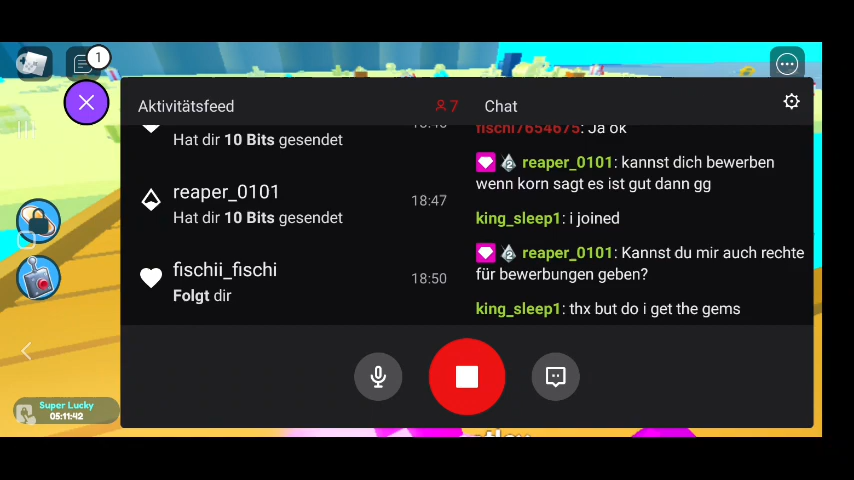 1
Aktivitätsfeed
7
Hat dir 10 Bits gesendet
reaper_0101
Hat dir 10 Bits gesendet
18:47
fischii_fischi
Folgt dir
18:50
Chat
fischi7654675: Ja ok
reaper_0101: kannst dich bewerben
wenn korn sagt es ist gut dann gg
king_sleep1: i joined
reaper_0101: Kannst du mir auch rechte
für bewerbungen geben?
king_sleep1: thx but do i get the gems
Super Lucky
05:11:42